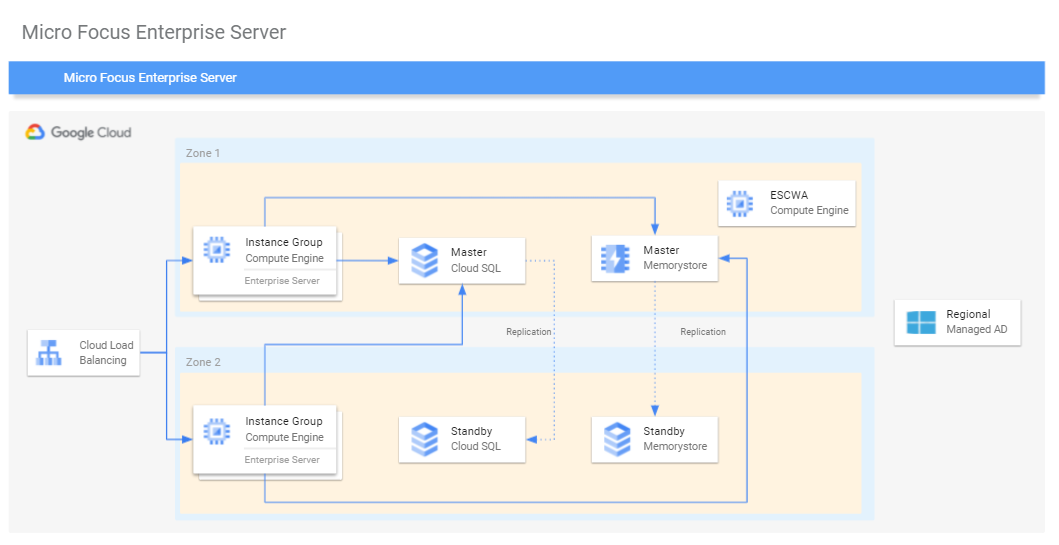 Micro Focus Enterprise Server
Micro Focus Enterprise Server
Google Cloud
Zone 1
ESCWA
Compute Engine
Instance Group
Compute Engine
Enterprise Server
Master
Cloud SQL
Master
Memorystore
Regional
Managed AD
Replication
Replication
Cloud Load
Balancing
Zone 2
Instance Group
Compute Engine
Enterprise Server
Standby
Cloud SQL
Standby
Memorystore